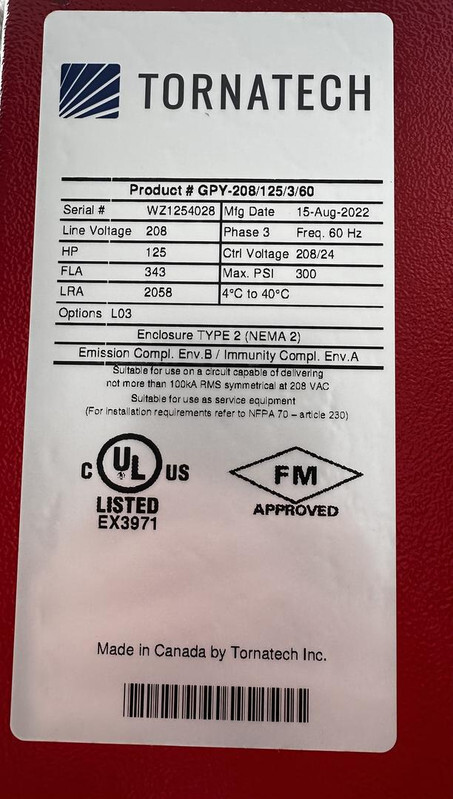 TORNATECH
Product # GPY-208/125/3/60
Serial # WZ1254028 Mfg Date 15-Aug-2022
Line Voltage 208 Phase 3 Freq. 60 Hz
HP 125 Ctrl Voltage 208/24
FLA 343 Max. PSI 300
LRA 2058 4°C to 40°C
Options L03
Enclosure TYPE 2 (NEMA 2)
Emission Compl. Env.B / Immunity Compl. Env.A
Suitable for use on a circuit capable of delivering
not more than 100kA RMS symmetrical at 208 VAC
Suitable for use as service equipment
(For installation requirements refer to NFPA 70 – article 230)
C UL US FM
LISTED APPROVED
EX3971
Made in Canada by Tornatech Inc.